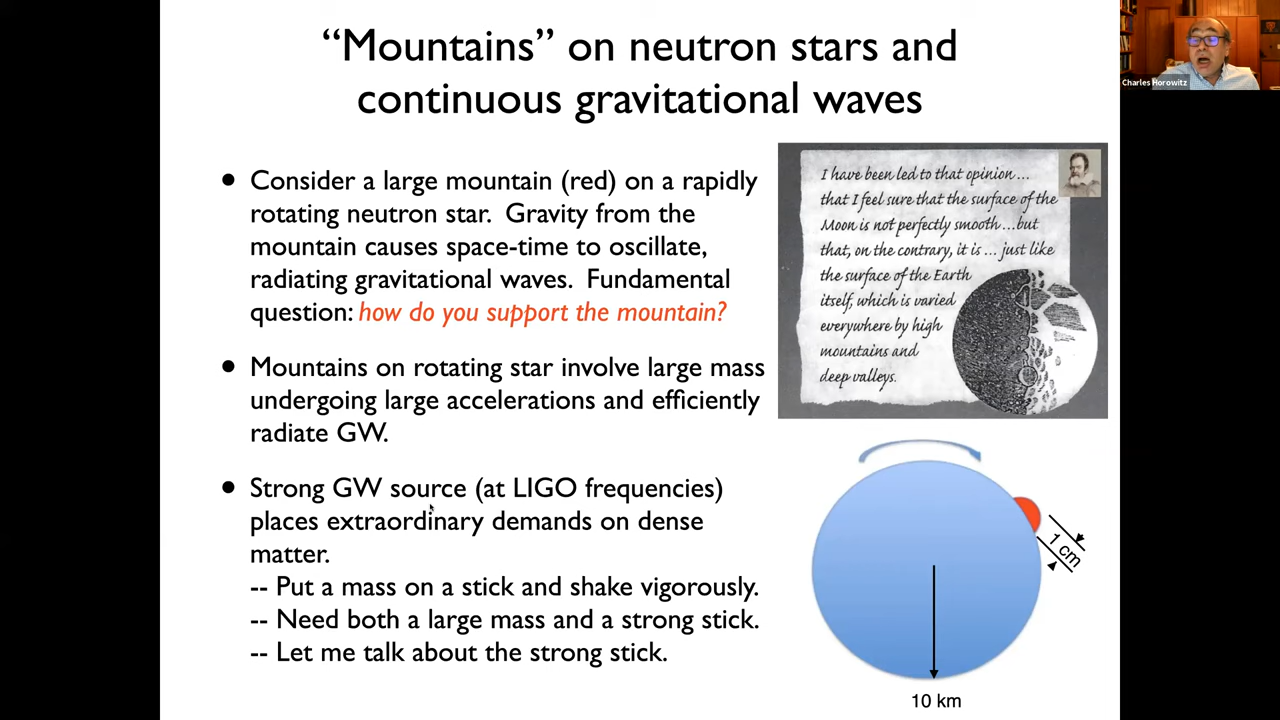 “Mountains” on neutron stars and
continuous gravitational waves
• Consider a large mountain (red) on a rapidly
rotating neutron star.  Gravity from the
mountain causes space-time to oscillate,
radiating gravitational waves.  Fundamental
question: how do you support the mountain?
• Mountains on rotating star involve large mass
undergoing large accelerations and efficiently
radiate GW.
• Strong GW source (at LIGO frequencies)
places extraordinary demands on dense
matter.
-- Put a mass on a stick and shake vigorously.
-- Need both a large mass and a strong stick.
-- Let me talk about the strong stick.
I have been led to that opinion...
that I feel sure that the surface of the
Moon is not perfectly smooth...but
that, on the contrary, it is ... just like
the surface of the Earth
itself, which is varied
everywhere by high
mountains and
deep valleys.
1 cm
10 km
Charles Horowitz